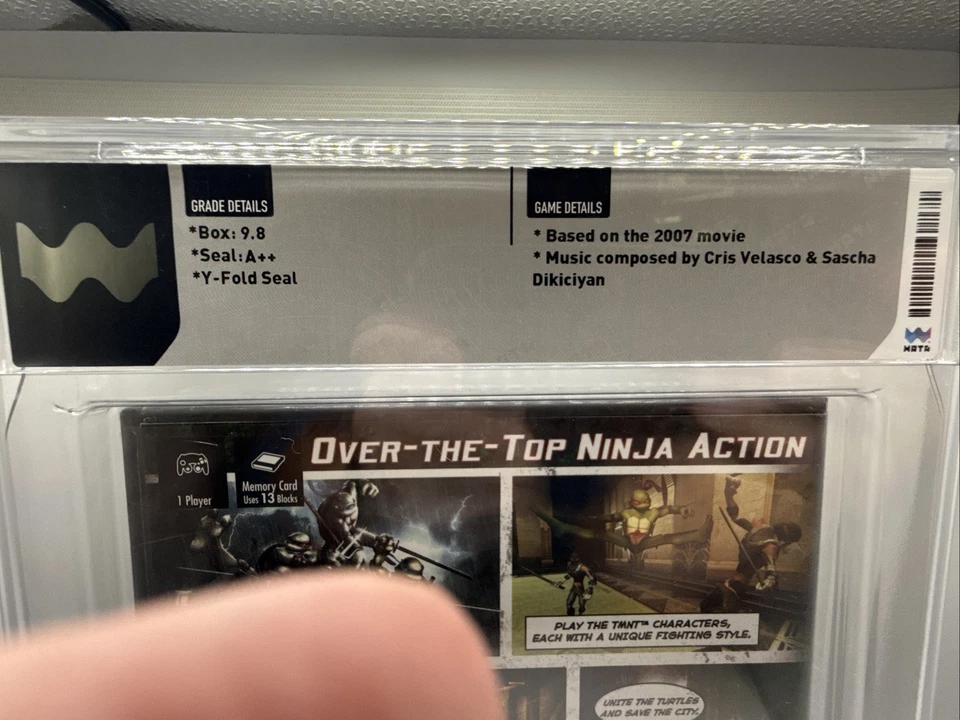 GRADE DETAILS
*Box: 9.8
*Seal: A++
*Y-Fold Seal
GAME DETAILS
* Based on the 2007 movie
* Music composed by Cris Velasco & Sascha
Dikiciyan
WATA
OVER-THE-TOP NINJA ACTION
1 Player
Memory Card
Uses 13 Blocks
PLAY THE TMNT™ CHARACTERS,
EACH WITH A UNIQUE FIGHTING STYLE.
UNITE THE TURTLES
AND SAVE THE CITY.